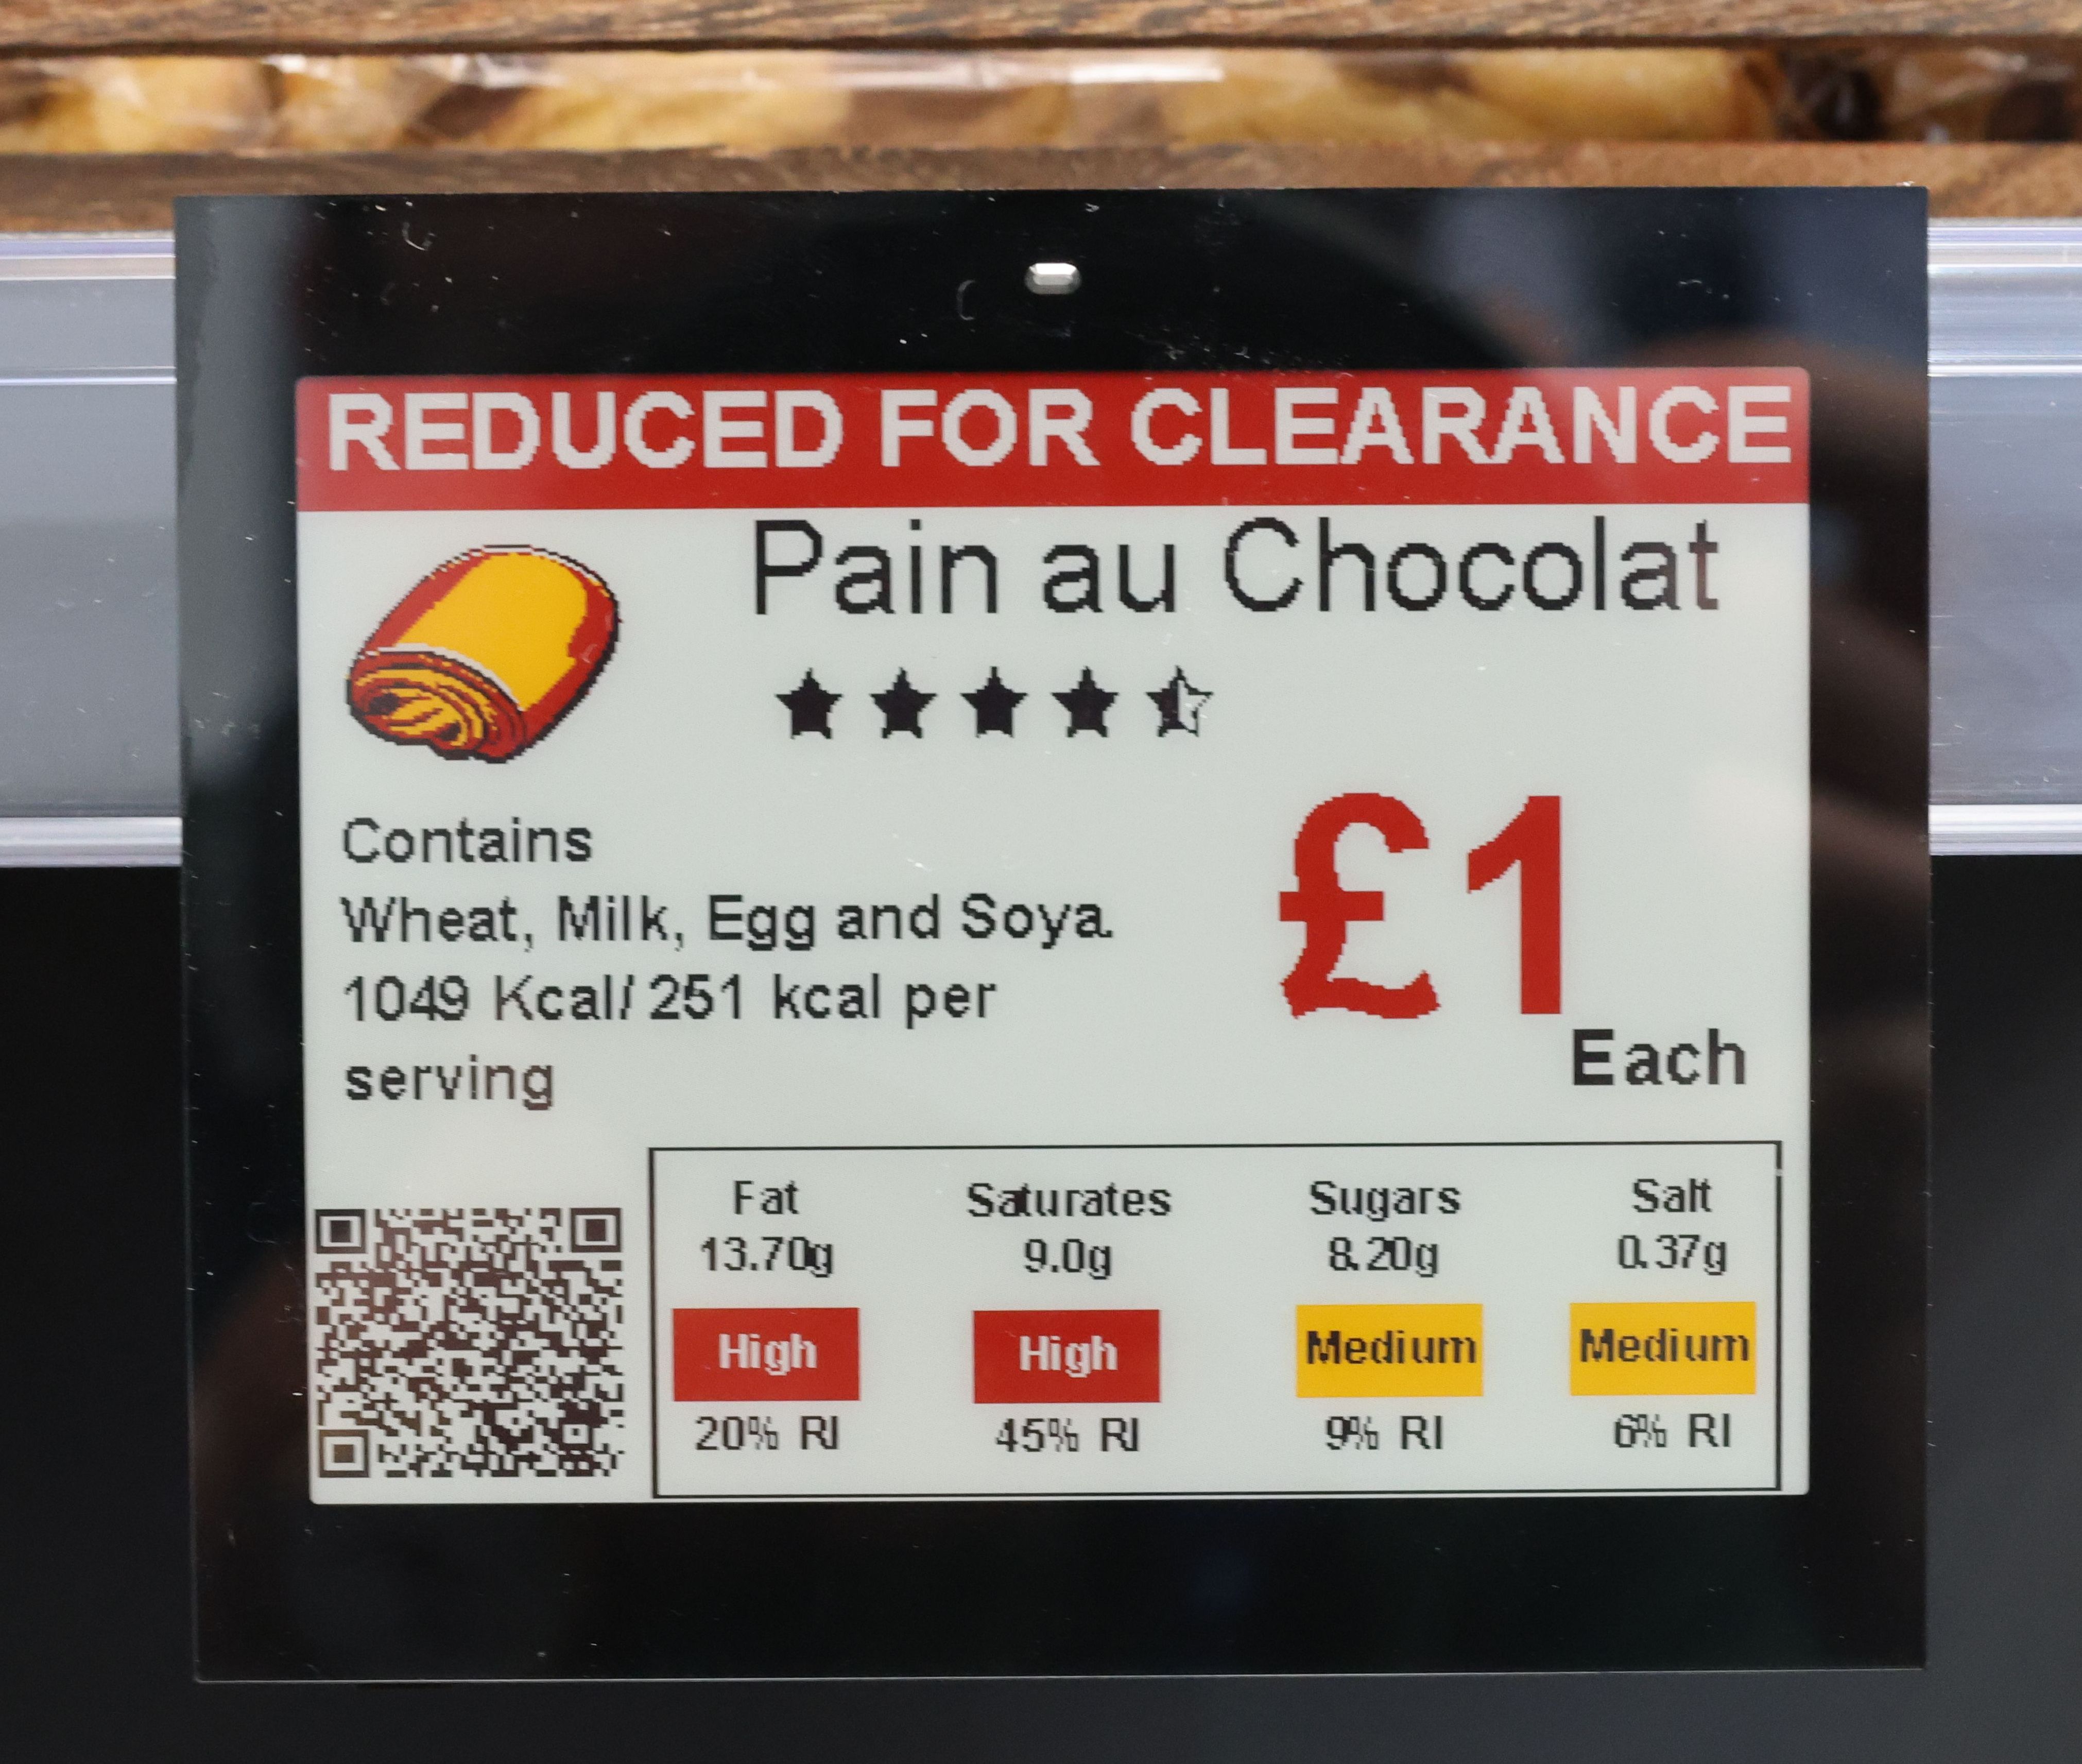 REDUCED FOR CLEARANCE
Pain au Chocolat
Contains
Wheat, Milk, Egg and Soya.
1049 Kcal/ 251 kcal per
serving
£1
Each
Fat Saturates Sugars Salt
13.70g 9.0g 8.20g 0.37g
High High Medium Medium
20% RI 45% RI 9% RI 6% RI